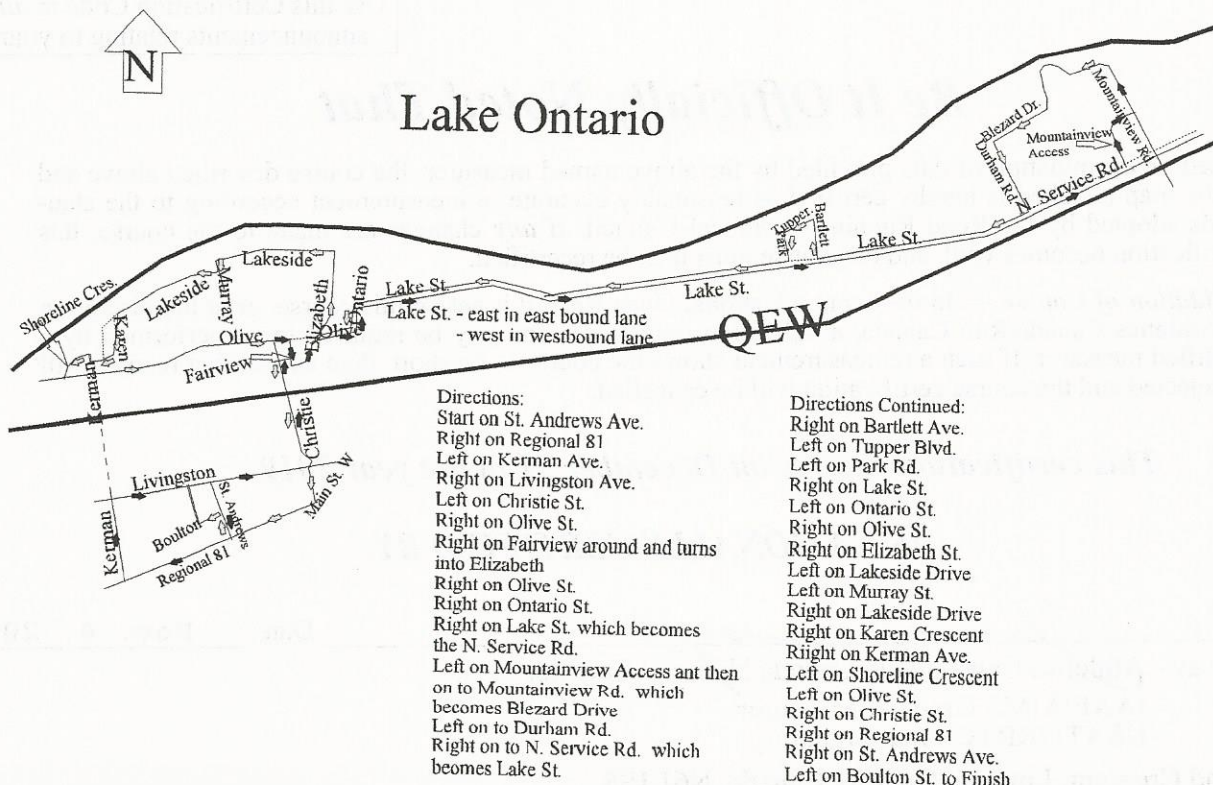 N
Lake Ontario
Mountainview Rd.
Blezard Dr.
Mountainview
Access
Durham Rd.
N. Service Rd.
Tupper.
Bartlett
Park
Lake St.
Lakeside
Ontario
Shoreline Cres.
Lakeside
Murray
Elizabeth
Lake St.
Lake St.
Karen
Olive
Olive
Lake St. - east in east bound lane
- west in westbound lane
QEW
Fairview
Kerman
Christie
Livingston
Main St. W
St. Andrews
Boulton
Kerman
Regional 81
Directions:
Start on St. Andrews Ave.
Right on Regional 81
Left on Kerman Ave.
Right on Livingston Ave.
Left on Christie St.
Right on Olive St.
Right on Fairview around and turns
into Elizabeth
Right on Olive St.
Right on Ontario St.
Right on Lake St. which becomes
the N. Service Rd.
Left on Mountainview Access ant then
on to Mountainview Rd. which
becomes Blezard Drive
Left on to Durham Rd.
Right on to N. Service Rd. which
beomes Lake St.
Directions Continued:
Right on Bartlett Ave.
Left on Tupper Blvd.
Left on Park Rd.
Right on Lake St.
Left on Ontario St.
Right on Olive St.
Right on Elizabeth St.
Left on Lakeside Drive
Left on Murray St.
Right on Lakeside Drive
Right on Karen Crescent
Riight on Kerman Ave.
Left on Shoreline Crescent
Left on Olive St.
Right on Christie St.
Right on Regional 81
Right on St. Andrews Ave.
Left on Boulton St. to Finish